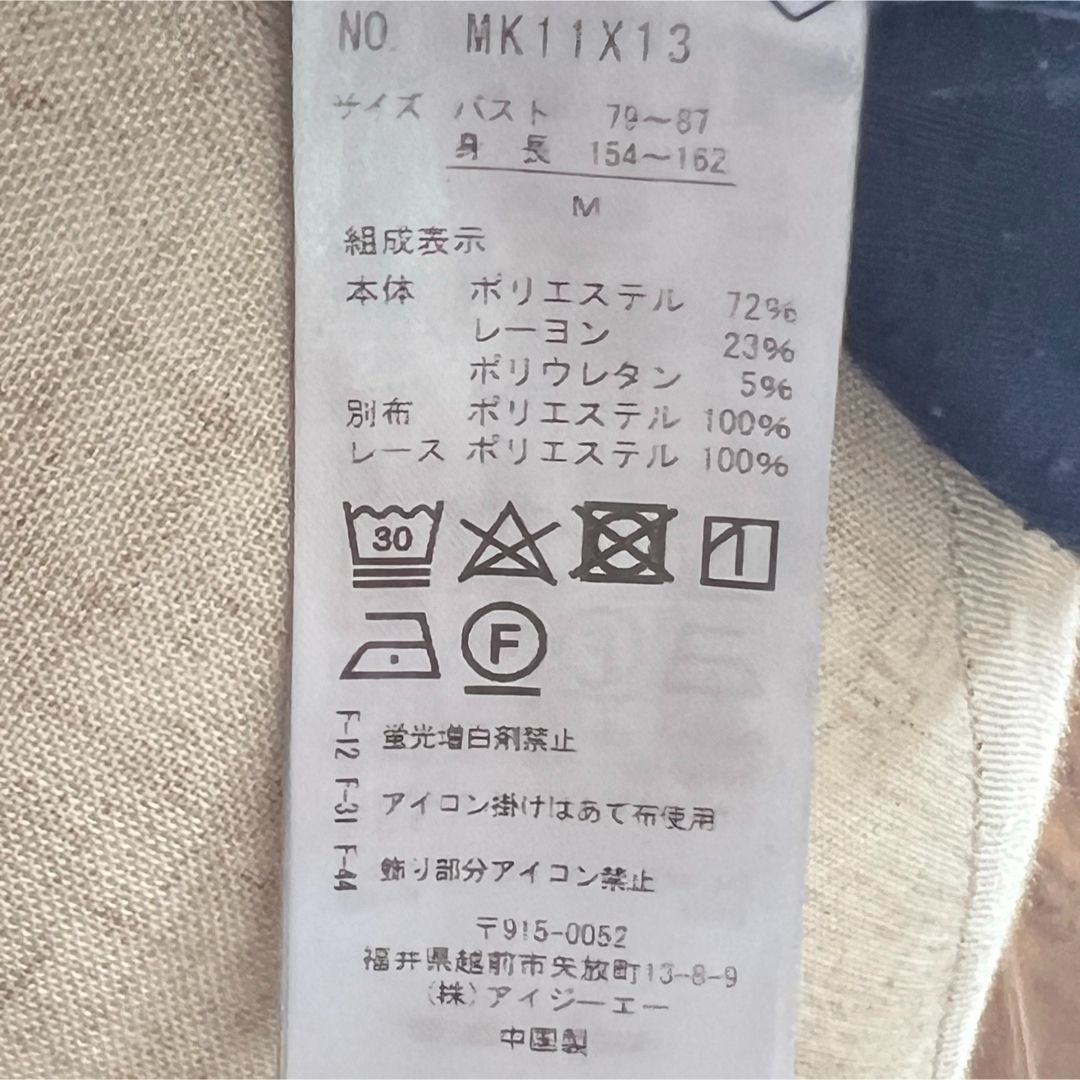 NO. MK11X13
サイズ バスト 79〜87
身長 154〜162
M
組成表示
本体 ポリエステル 72%
レーヨン 23%
ポリウレタン 5%
別布 ポリエステル 100%
レース ポリエステル 100%
30
F
F-12 蛍光増白剤禁止
F-31 アイロン掛けはあて布使用
F-44 飾り部分アイロン禁止
〒915-0052
福井県越前市矢放町13-8-9
(株)アイジーエー
中国製